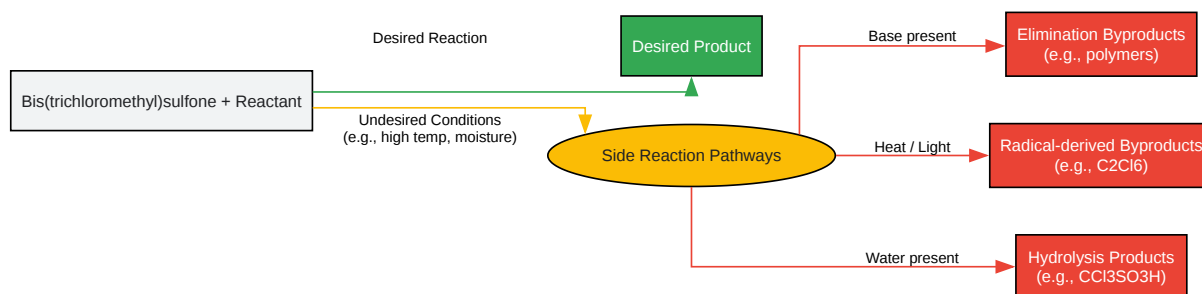 Desired Reaction
Desired Product
Base present
Elimination Byproducts
(e.g., polymers)
Bis(trichloromethyl)sulfone + Reactant
Undesired Conditions
(e.g., high temp, moisture)
Side Reaction Pathways
Heat / Light
Radical-derived Byproducts
(e.g., C2Cl6)
Water present
Hydrolysis Products
(e.g., CCl3SO3H)